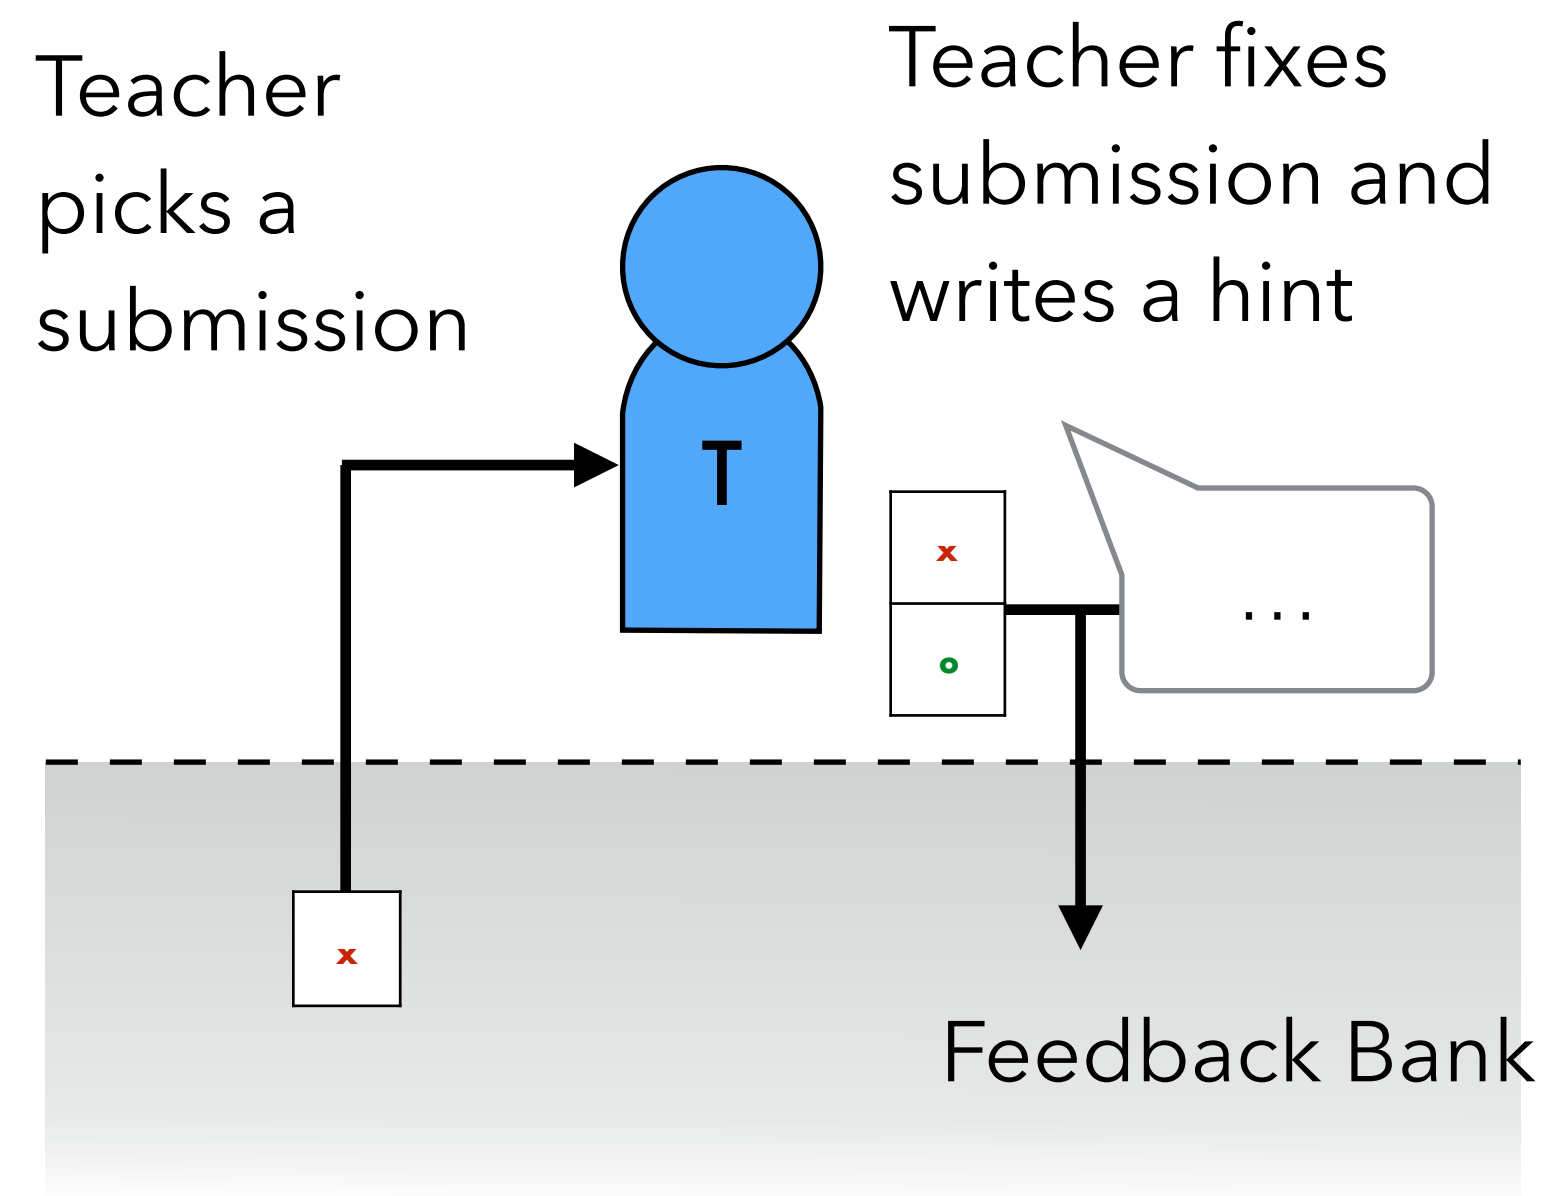 Teacher
picks a
submission
Teacher fixes
submission and
writes a hint
T
x
o
...
x
Feedback Bank